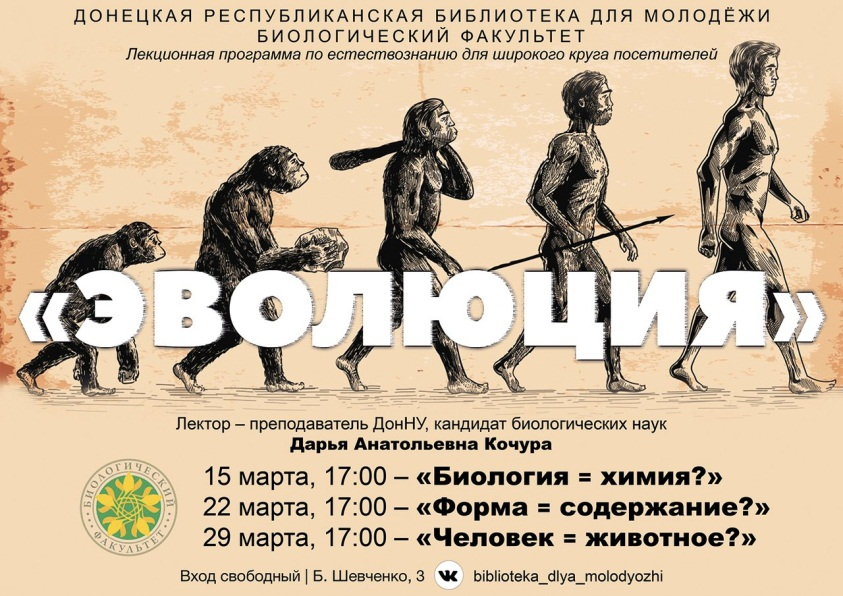 ДОНЕЦКАЯ РЕСПУБЛИКАНСКАЯ БИБЛИОТЕКА ДЛЯ МОЛОДЁЖИ
БИОЛОГИЧЕСКИЙ ФАКУЛЬТЕТ
Лекционная программа по естествознанию для широкого круга посетителей
«ЭВОЛЮЦИЯ»
Лектор – преподаватель ДонНУ, кандидат биологических наук
Дарья Анатольевна Кочура
15 марта, 17:00 – «Биология = химия?»
22 марта, 17:00 – «Форма = содержание?»
29 марта, 17:00 – «Человек = животное?»
БИОЛОГИЧЕСКИЙ
ФАКУЛЬТЕТ
Вход свободный | Б. Шевченко, 3 biblioteka_dlya_molodyozhi